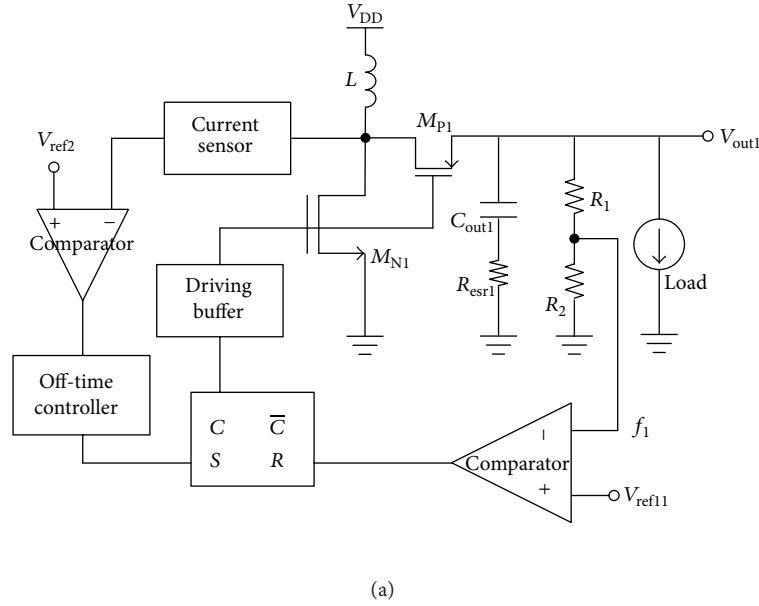 V_DD
L
Current
sensor
M_P1
V_ref2
V_out1
+ −
Comparator
C_out1
R_1
M_N1
Driving
buffer
R_esr1
R_2
Load
Off-time
controller
C C̅
S R
−
f_1
Comparator
+
V_ref11
(a)